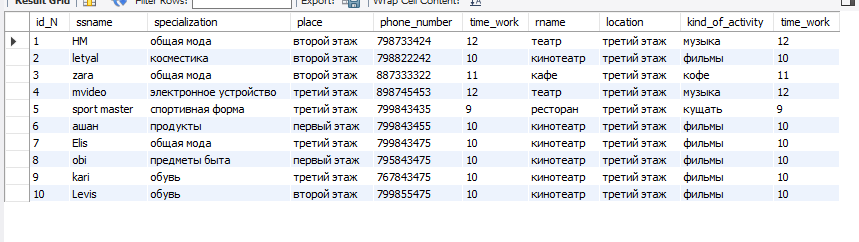 Result Grid Filter Rows: Export: Wrap Cell Content:
id_N ssname specialization place phone_number time_work rname location kind_of_activity time_work
1 HM общая мода второй этаж 798733424 12 театр третий этаж музыка 12
2 letyal косметика второй этаж 798822242 10 кинотеатр третий этаж фильмы 10
3 zara общая мода второй этаж 887333322 11 кафе третий этаж кофе 11
4 mvideo электронное устройство третий этаж 898745453 12 театр третий этаж музыка 12
5 sport master спортивная форма третий этаж 799843435 9 ресторан третий этаж кущать 9
6 ашан продукты первый этаж 799843455 10 кинотеатр третий этаж фильмы 10
7 Elis общая мода третий этаж 799843475 10 кинотеатр третий этаж фильмы 10
8 obi предметы быта первый этаж 795843475 10 кинотеатр третий этаж фильмы 10
9 kari обувь третий этаж 767843475 10 кинотеатр третий этаж фильмы 10
10 Levis обувь второй этаж 799855475 10 кинотеатр третий этаж фильмы 10